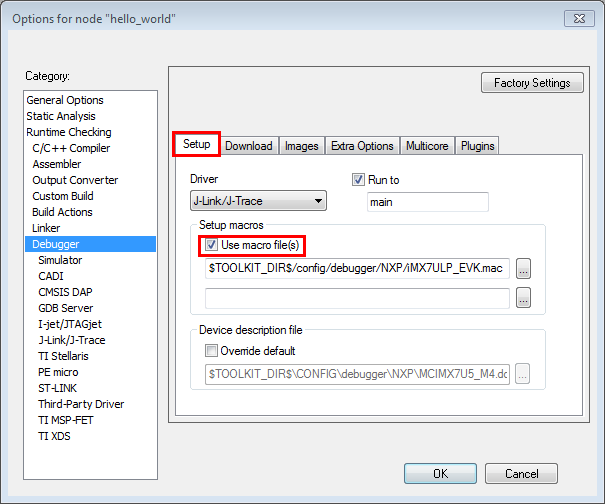 Options for node "hello_world"
Category:
General Options
Static Analysis
Runtime Checking
C/C++ Compiler
Assembler
Output Converter
Custom Build
Build Actions
Linker
Debugger
Simulator
CADI
CMSIS DAP
GDB Server
I-jet/JTAGjet
J-Link/J-Trace
TI Stellaris
PE micro
ST-LINK
Third-Party Driver
TI MSP-FET
TI XDS
Factory Settings
Setup Download Images Extra Options Multicore Plugins
Driver
J-Link/J-Trace
Run to
main
Setup macros
Use macro file(s)
$TOOLKIT_DIR$/config/debugger/NXP/iMX7ULP_EVK.mac ...
...
Device description file
Override default
$TOOLKIT_DIR$\CONFIG\debugger\NXP\MCIMX7U5_M4.dd ...
OK Cancel